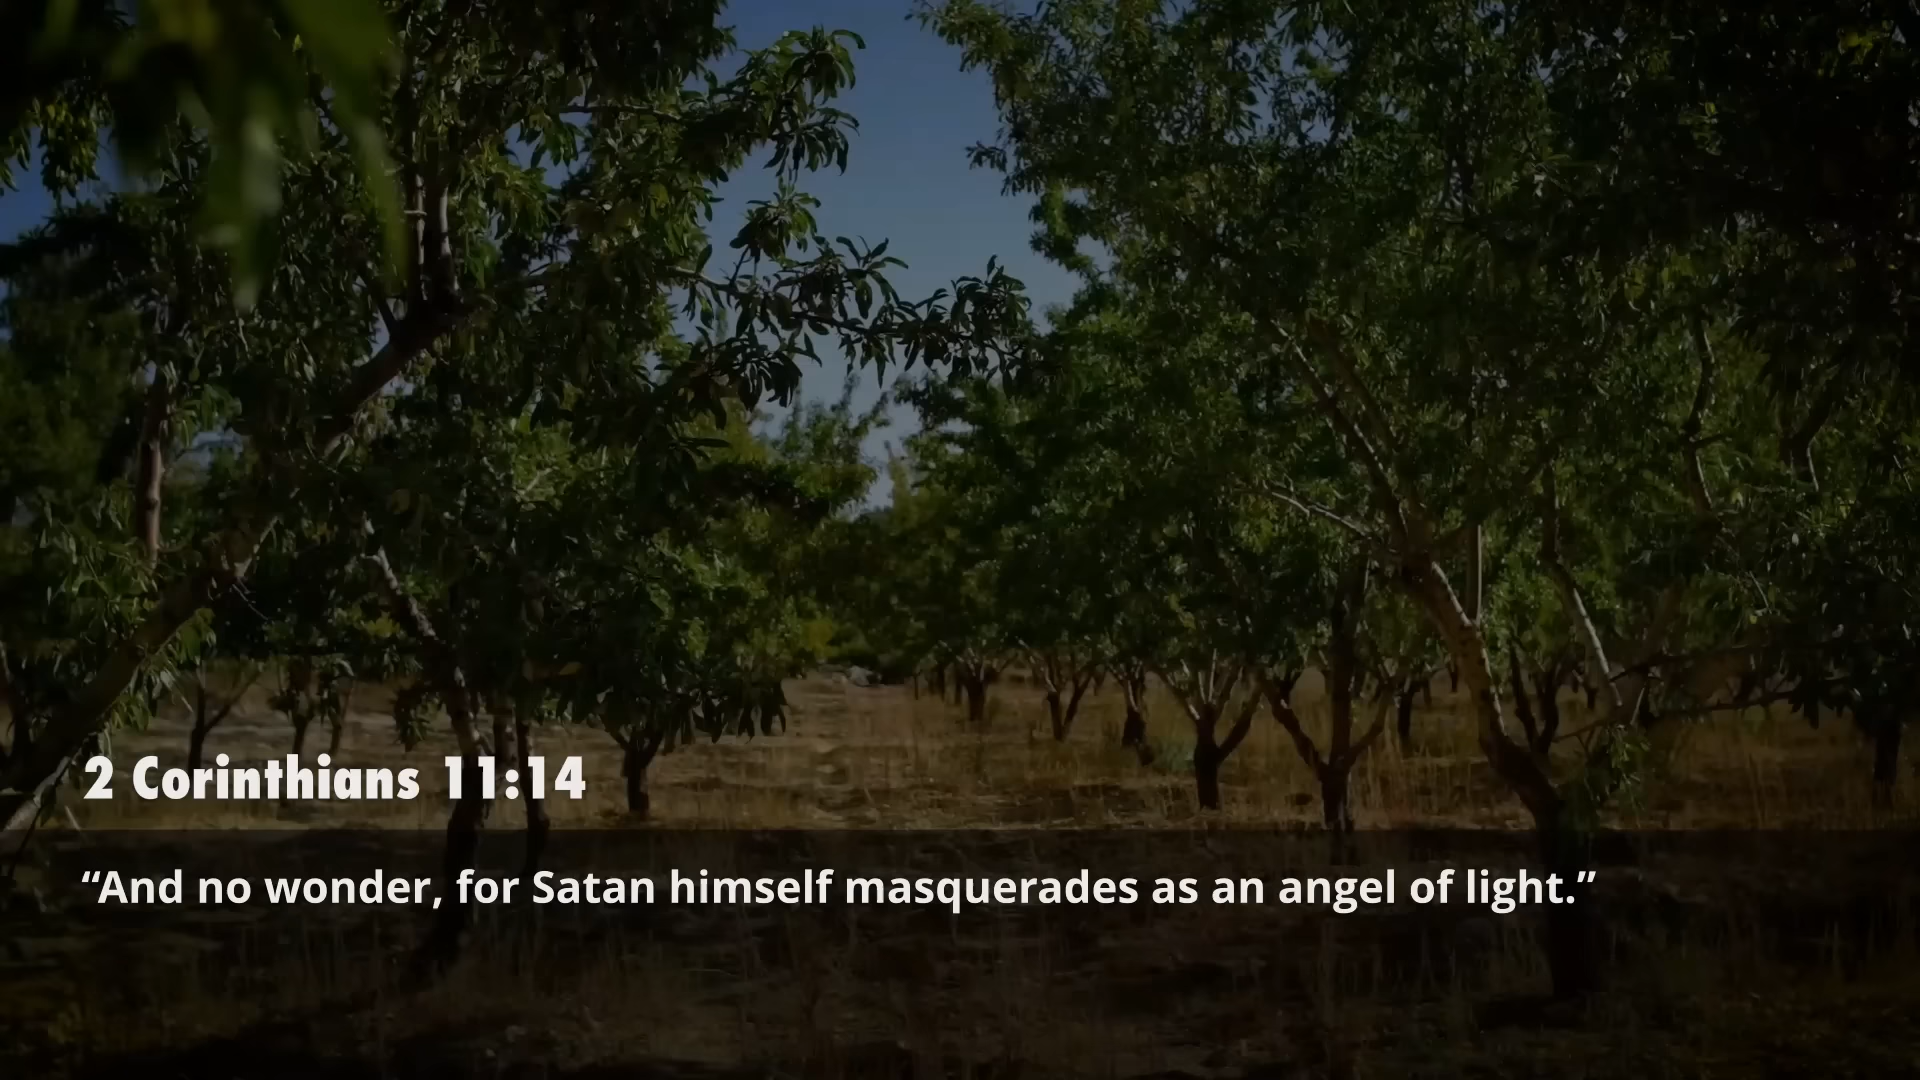 2 Corinthians 11:14
“And no wonder, for Satan himself masquerades as an angel of light.”